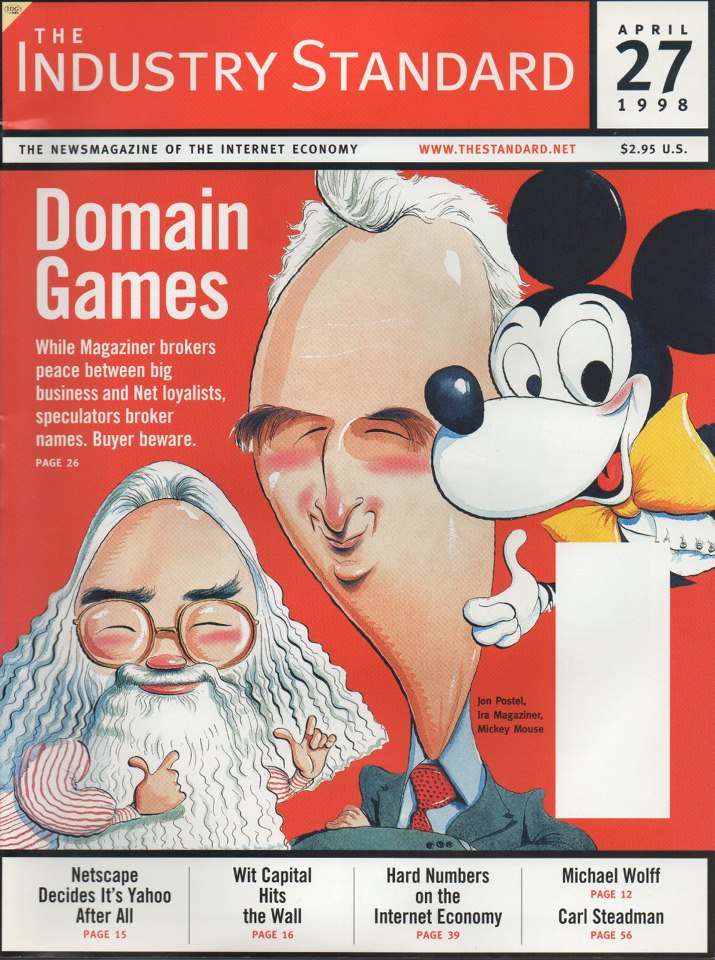 IDG
THE
INDUSTRY STANDARD
APRIL
27
1998
THE NEWSMAGAZINE OF THE INTERNET ECONOMY
WWW.THESTANDARD.NET
$2.95 U.S.
Domain
Games
While Magaziner brokers
peace between big
business and Net loyalists,
speculators broker
names. Buyer beware.
PAGE 26
Jon Postel,
Ira Magaziner,
Mickey Mouse
Netscape
Decides It's Yahoo
After All
PAGE 15
Wit Capital
Hits
the Wall
PAGE 16
Hard Numbers
on the
Internet Economy
PAGE 39
Michael Wolff
PAGE 12
Carl Steadman
PAGE 56